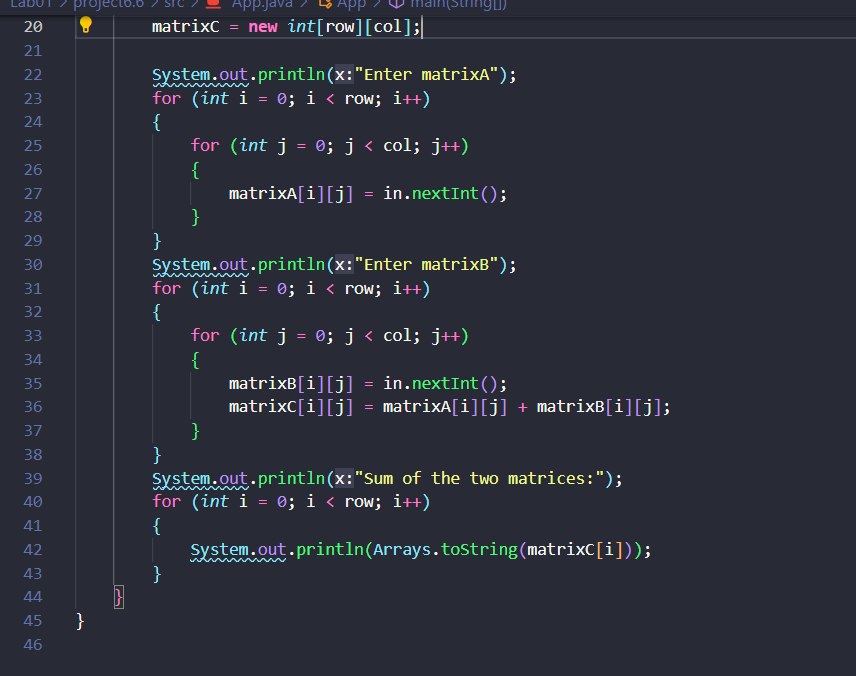 Lab01 > project6.6 > src > App.java > App > main(String[])
20 matrixC = new int[row][col];
21
22 System.out.println(x:"Enter matrixA");
23 for (int i = 0; i < row; i++)
24 {
25 for (int j = 0; j < col; j++)
26 {
27 matrixA[i][j] = in.nextInt();
28 }
29 }
30 System.out.println(x:"Enter matrixB");
31 for (int i = 0; i < row; i++)
32 {
33 for (int j = 0; j < col; j++)
34 {
35 matrixB[i][j] = in.nextInt();
36 matrixC[i][j] = matrixA[i][j] + matrixB[i][j];
37 }
38 }
39 System.out.println(x:"Sum of the two matrices:");
40 for (int i = 0; i < row; i++)
41 {
42 System.out.println(Arrays.toString(matrixC[i]));
43 }
44 }
45 }
46